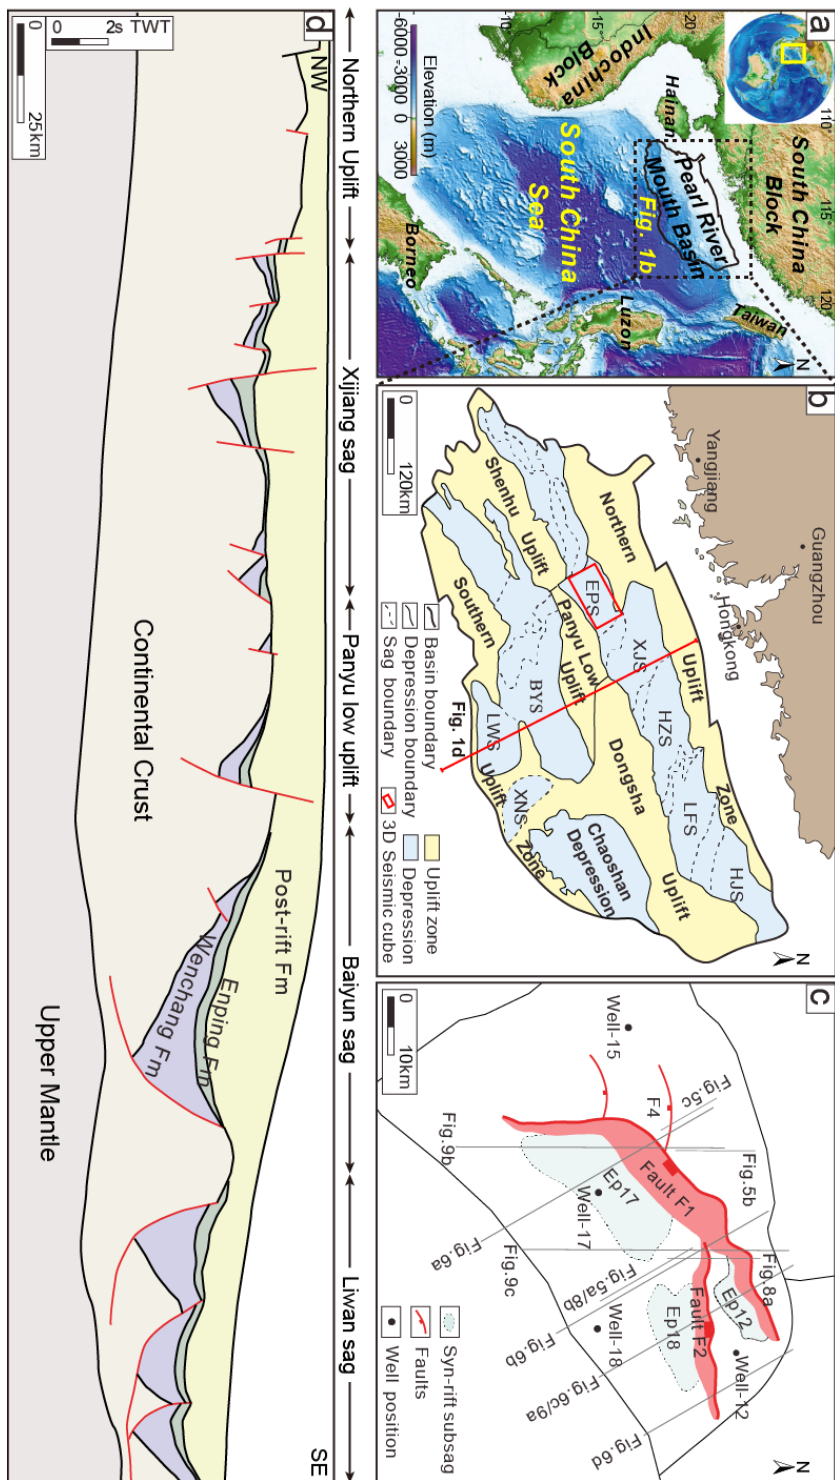 a
110
115
120
-10
-15
-20
N
South China
Block
Indochina
Block
Hainan
Pearl River
Mouth Basin
Fig. 1b
South China
Sea
Taiwan
Luzon
Borneo
-6000
-3000
0
3000
Elevation (m)
b
N
Guangzhou
Yangjiang
Hongkong
Northern
Uplift
Zone
Shenhu
Uplift
EPS
XJS
HZS
LFS
HJS
Panyu Low
Uplift
Dongsha
Uplift
Southern
Uplift
Zone
BYS
LWS
XNS
Chaoshan
Depression
Fig. 1d
0
120km
Basin boundary
Depression boundary
Sag boundary
Uplift zone
Depression
3D Seismic cube
c
N
0
10km
Well-15
F4
Fig.5c
Fig.5b
Fig.8a
Fig.9b
Ep17
Well-17
Fault F1
Ep12
Well-12
Fault F2
Ep18
Well-18
Fig.6a
Fig.9c
Fig.5a/8b
Fig.6b
Fig.6c/9a
Fig.6d
Syn-rift subsag
Faults
Well position
d
0
2s TWT
0
25km
NW
SE
Northern Uplift
Xijiang sag
Panyu low uplift
Baiyun sag
Liwan sag
Post-rift Fm
Enping Fm
Wenchang Fm
Continental Crust
Upper Mantle